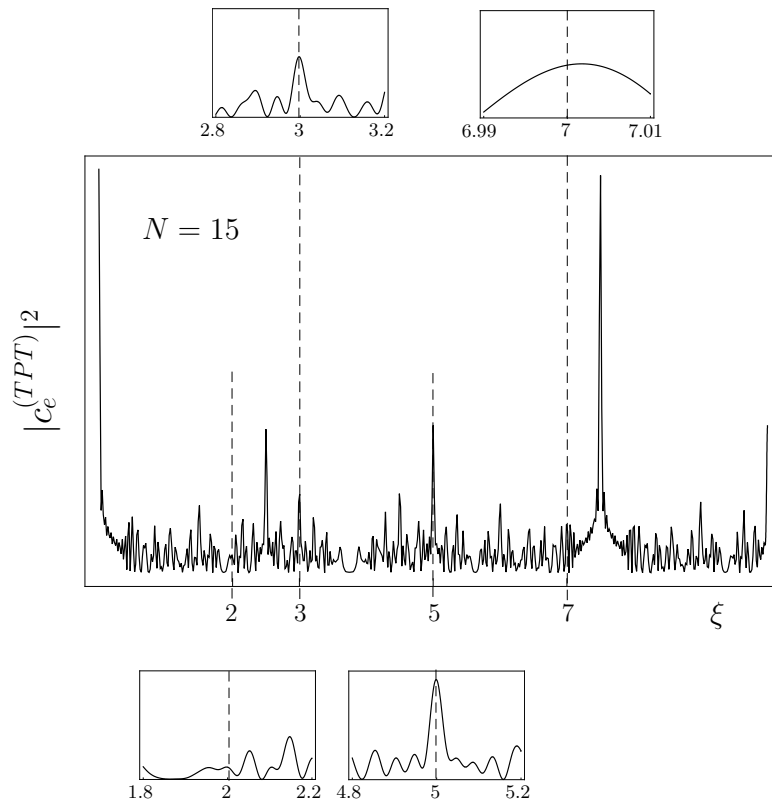 2.8 3 3.2
6.99 7 7.01
N = 15
|c_e^{(TPT)}|^2
2 3 5 7 ξ
1.8 2 2.2
4.8 5 5.2